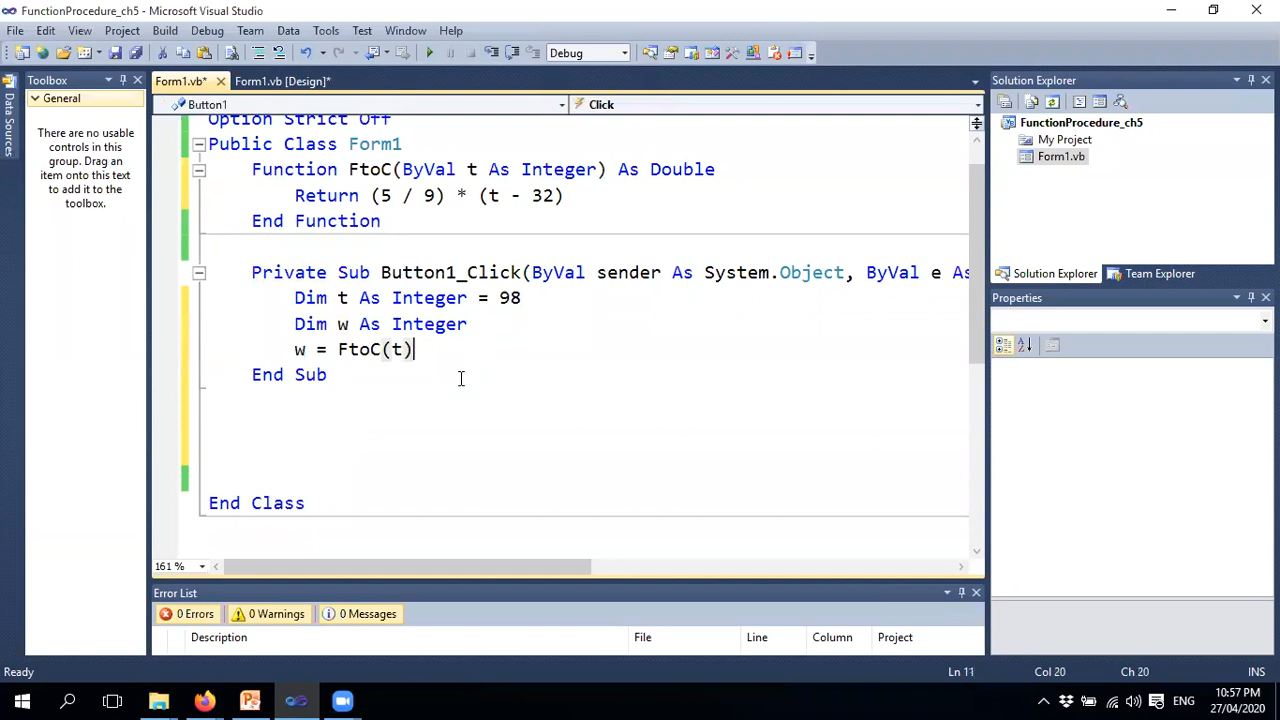 FunctionProcedure_ch5 - Microsoft Visual Studio
File Edit View Project Build Debug Team Data Tools Test Window Help
Debug
Toolbox
General
There are no usable
controls in this
group. Drag an
item onto this text
to add it to the
toolbox.
Data Sources
Form1.vb* Form1.vb [Design]*
Button1 Click
Option Strict Off
Public Class Form1
Function FtoC(ByVal t As Integer) As Double
Return (5 / 9) * (t - 32)
End Function
Private Sub Button1_Click(ByVal sender As System.Object, ByVal e As
Dim t As Integer = 98
Dim w As Integer
w = FtoC(t)
End Sub
End Class
161 %
Solution Explorer
FunctionProcedure_ch5
My Project
Form1.vb
Solution Explorer Team Explorer
Properties
Error List
0 Errors 0 Warnings 0 Messages
Description File Line Column Project
Ready Ln 11 Col 20 Ch 20 INS
ENG
10:57 PM
27/04/2020